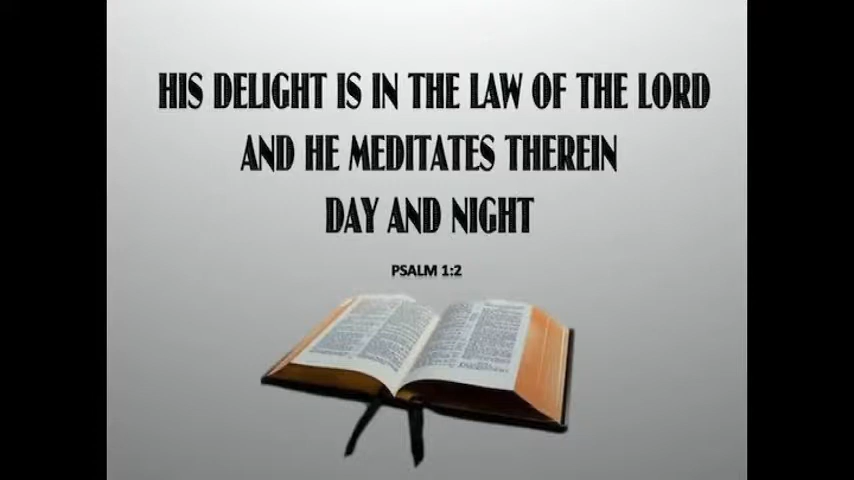 HIS DELIGHT IS IN THE LAW OF THE LORD
AND HE MEDITATES THEREIN
DAY AND NIGHT
PSALM 1:2